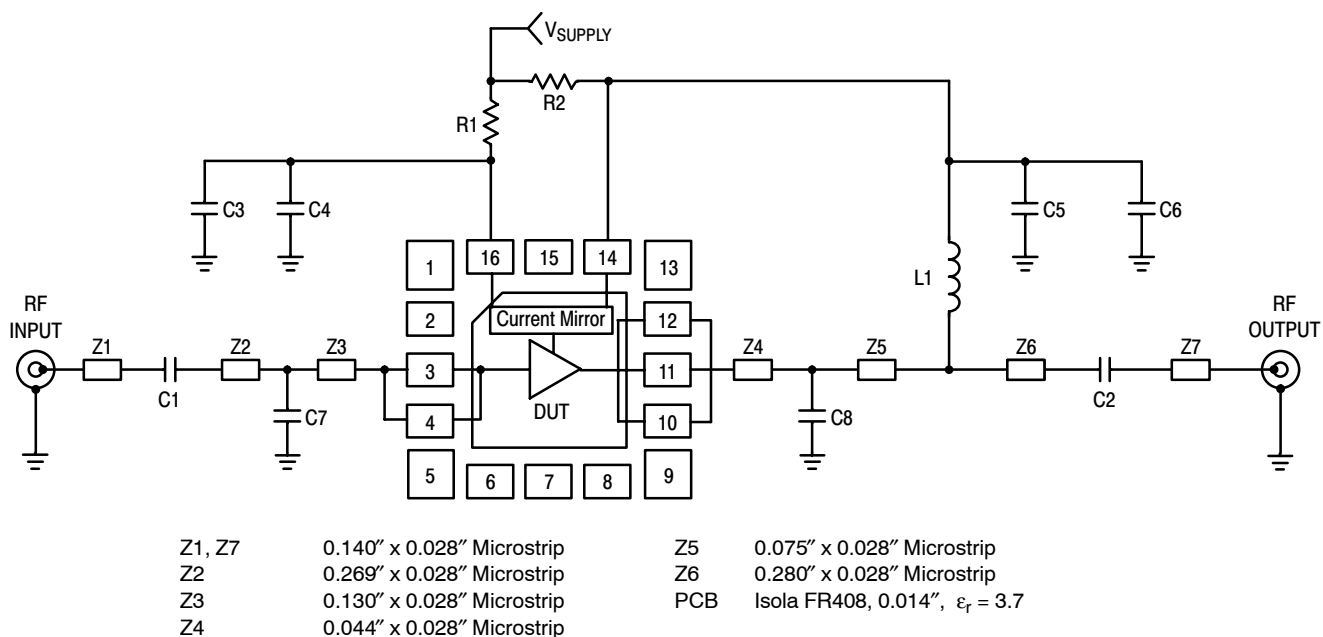 VSUPPLY
R2
R1
C3
C4
C5
C6
1
16
15
14
13
L1
RF
INPUT
RF
OUTPUT
2
Current Mirror
12
Z1
Z2
Z3
3
11
Z4
Z5
Z6
Z7
C1
C7
4
DUT
10
C8
C2
5
6
7
8
9
Z1, Z7 0.140″ x 0.028″ Microstrip
Z2 0.269″ x 0.028″ Microstrip
Z3 0.130″ x 0.028″ Microstrip
Z4 0.044″ x 0.028″ Microstrip
Z5 0.075″ x 0.028″ Microstrip
Z6 0.280″ x 0.028″ Microstrip
PCB Isola FR408, 0.014″, εr = 3.7